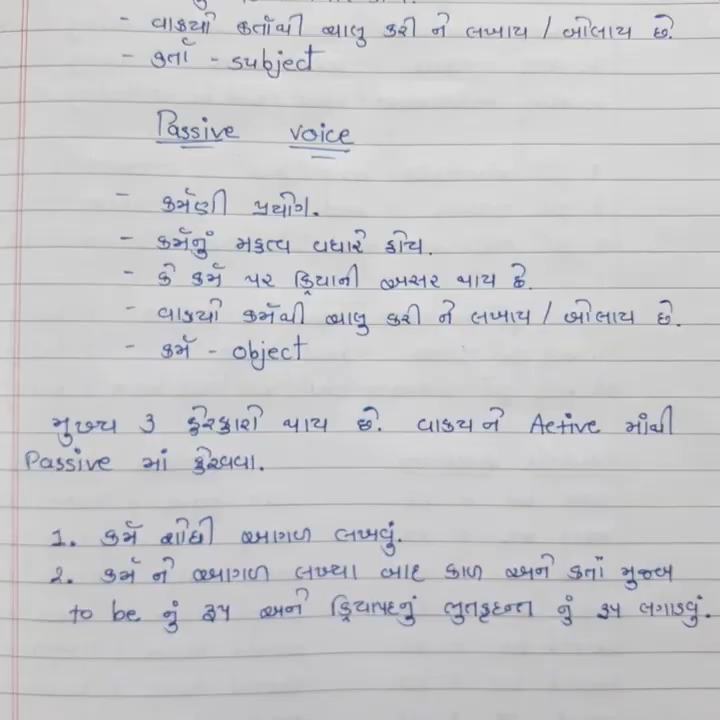 - વાક્યો કર્તાથી ચાલુ કરી ને લખાય / બોલાય છે.
- કર્તા - subject
Passive voice
- કર્મણી પ્રયોગ.
- કર્મનું મહત્વ વધારે હોય.
- કે કર્મ પર ક્રિયાની અસર થાય છે.
- વાક્યો કર્મથી ચાલુ કરી ને લખાય / બોલાય છે.
- કર્મ - object
મુખ્ય ૩ ફેરફારો થાય છે. વાક્ય ને Active માંથી
Passive માં ફેરવવા.
1. કર્મ શોધી આગળ લખવું.
2. કર્મ ને આગળ લખ્યા બાદ કાળ અને કર્તા મુજબ
to be નું રૂપ અને ક્રિયાપદનું ભુતકૃદન્ત નું રૂપ લગાડવું.